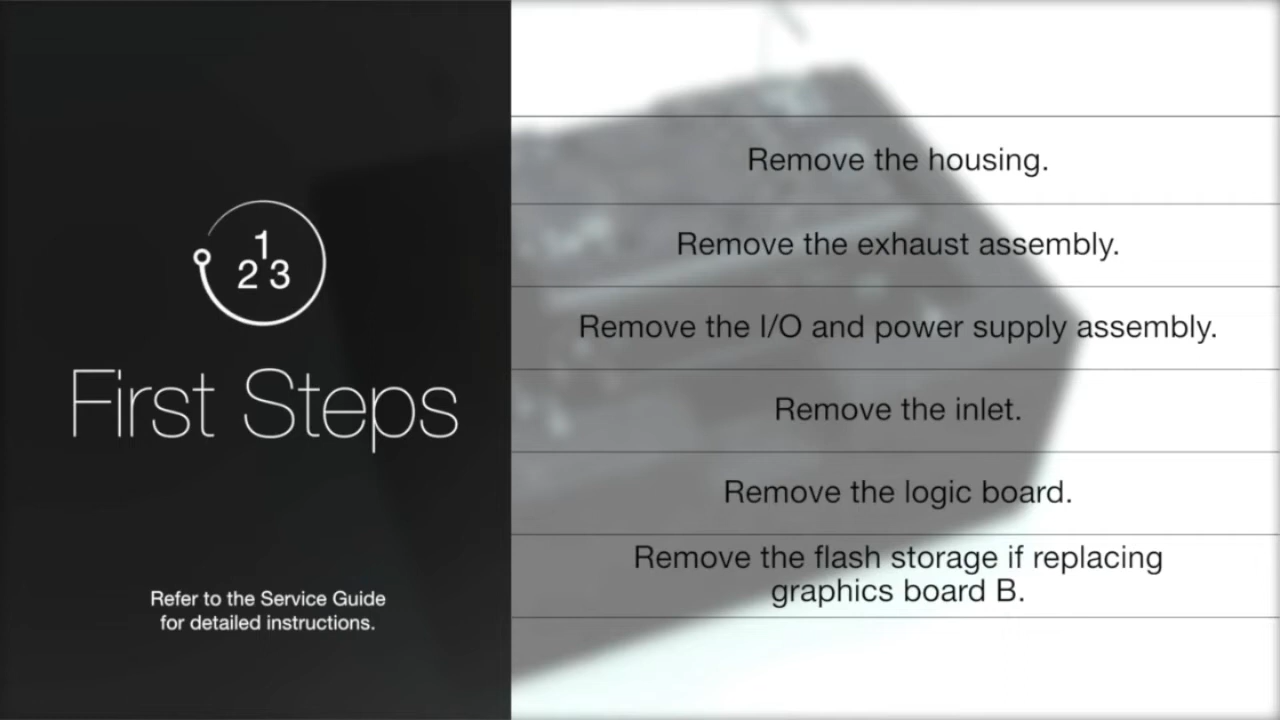 1
2 3
First Steps
Refer to the Service Guide
for detailed instructions.
Remove the housing.
Remove the exhaust assembly.
Remove the I/O and power supply assembly.
Remove the inlet.
Remove the logic board.
Remove the flash storage if replacing
graphics board B.